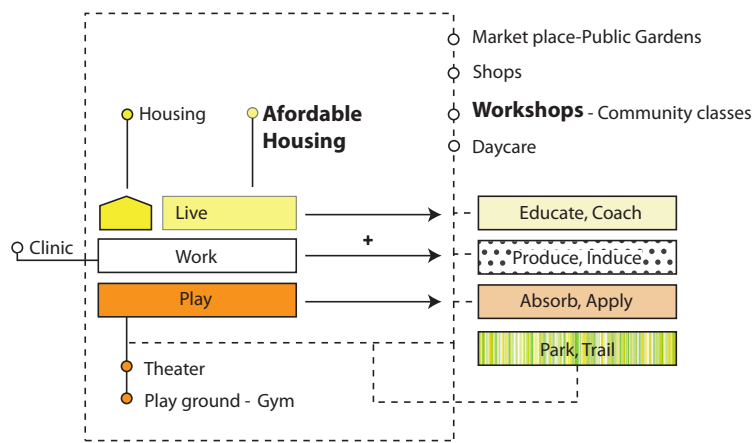 Market place-Public Gardens
Shops
Workshops - Community classes
Daycare
Housing
Afordable
Housing
Live
Educate, Coach
+
Clinic
Work
Produce, Induce
Play
Absorb, Apply
Park, Trail
Theater
Play ground - Gym